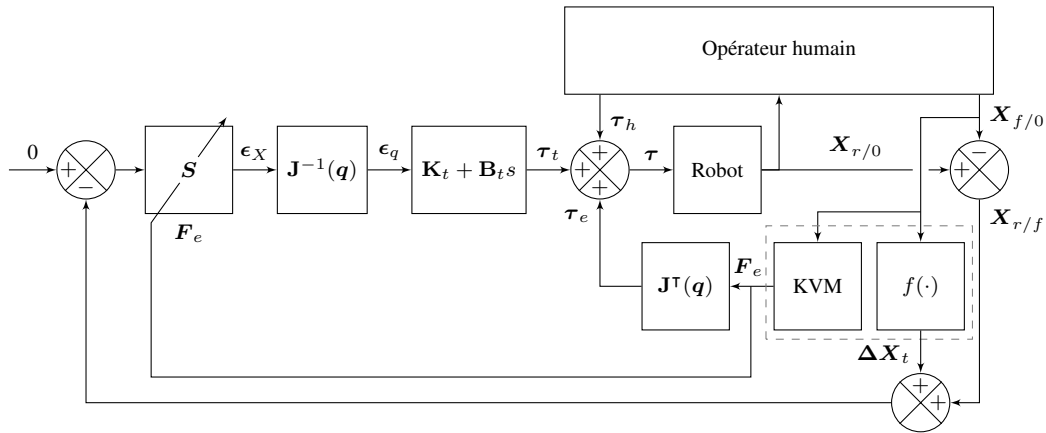 Opérateur humain
0
+
−
S
F_e
ϵ_X
J⁻¹(q)
ϵ_q
K_t + B_t s
τ_t
τ_h
+
+
+
τ_e
τ
Robot
X_{r/0}
X_{f/0}
−
+
X_{r/f}
J^⊺(q)
F_e
KVM
f(·)
ΔX_t
+
+